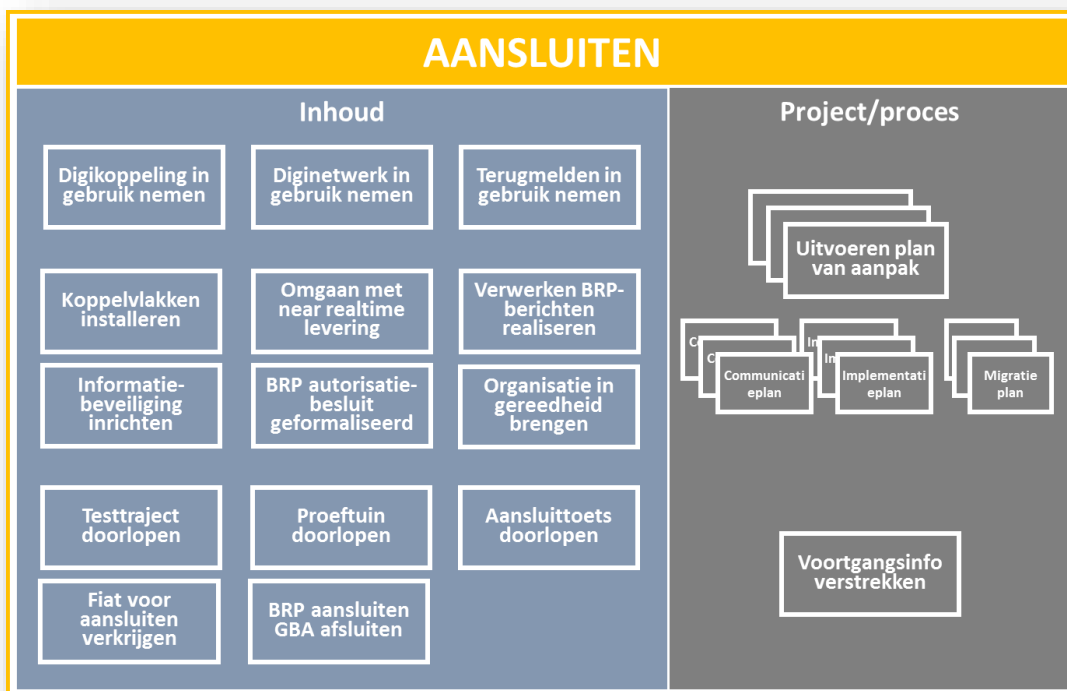 AANSLUITEN
Inhoud
Digikoppeling in
gebruik nemen
Diginetwerk in
gebruik nemen
Terugmelden in
gebruik nemen
Koppelvlakken
installeren
Omgaan met
near realtime
levering
Verwerken BRP-
berichten
realiseren
Informatie-
beveiliging
inrichten
BRP autorisatie-
besluit
geformaliseerd
Organisatie in
gereedheid
brengen
Testtraject
doorlopen
Proeftuin
doorlopen
Aansluittoets
doorlopen
Fiat voor
aansluiten
verkrijgen
BRP aansluiten
GBA afsluiten
Project/proces
Uitvoeren plan
van aanpak
Communicati
eplan
Implementati
eplan
Migratie
plan
Voortgangsinfo
verstrekken